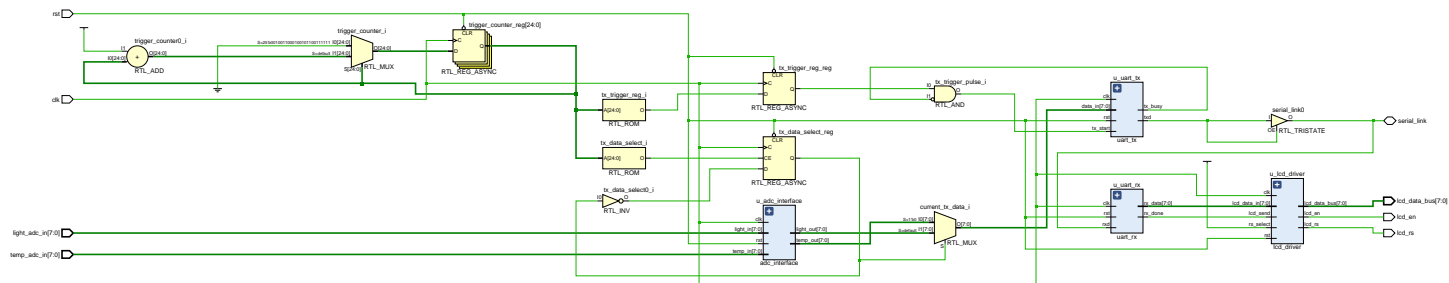 rst
trigger_counter_reg[24:0]
trigger_counter_i
trigger_counter0_i
CLR
I1
I0[24:0]
O[24:0]
+
RTL_ADD
I1[24:0]
O[24:0]
S[24:0]
RTL_MUX
C
D
Q
RTL_REG_ASYNC
clk
tx_trigger_reg_i
A[24:0]
O
RTL_ROM
tx_trigger_reg_reg
CLR
C
D
Q
RTL_REG_ASYNC
tx_trigger_pulse_i
I0
I1
O
RTL_AND
u_uart_tx
clk
data_in[7:0]
rst
tx_start
tx_busy
txd
uart_tx
serial_link0
I
O
OE
RTL_TRISTATE
serial_link
tx_data_select_i
A[24:0]
O
RTL_ROM
tx_data_select_reg
CLR
C
CE
D
Q
RTL_REG_ASYNC
tx_data_select0_i
I0
O
RTL_INV
u_adc_interface
clk
light_in[7:0]
rst
temp_in[7:0]
light_out[7:0]
temp_out[7:0]
adc_interface
current_tx_data_i
I0[7:0]
I1[7:0]
O[7:0]
S
RTL_MUX
u_uart_rx
clk
rst
rxd
rx_data[7:0]
rx_done
uart_rx
u_lcd_driver
clk
lcd_data_in[7:0]
lcd_send
rs_select
rst
lcd_data_bus[7:0]
lcd_en
lcd_rs
lcd_driver
lcd_data_bus[7:0]
lcd_en
lcd_rs
light_adc_in[7:0]
temp_adc_in[7:0]